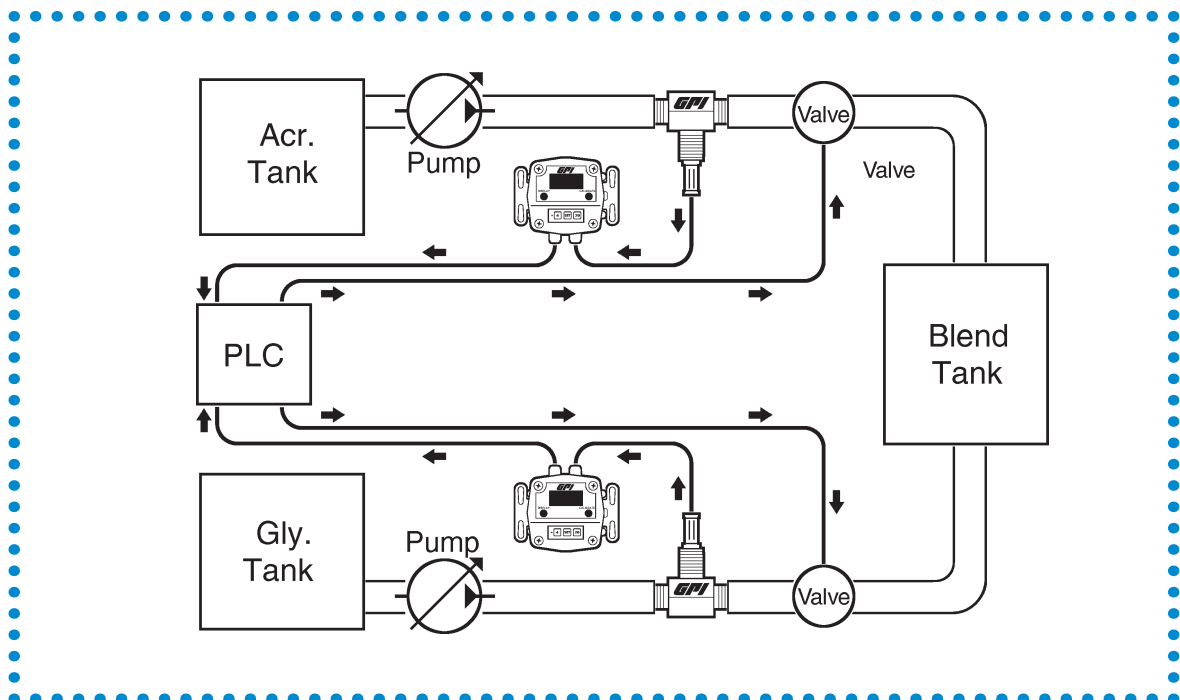 Acr.
Tank
Pump
GPI
Valve
Valve
GPI
PLC
Blend
Tank
GPI
Gly.
Tank
Pump
GPI
Valve